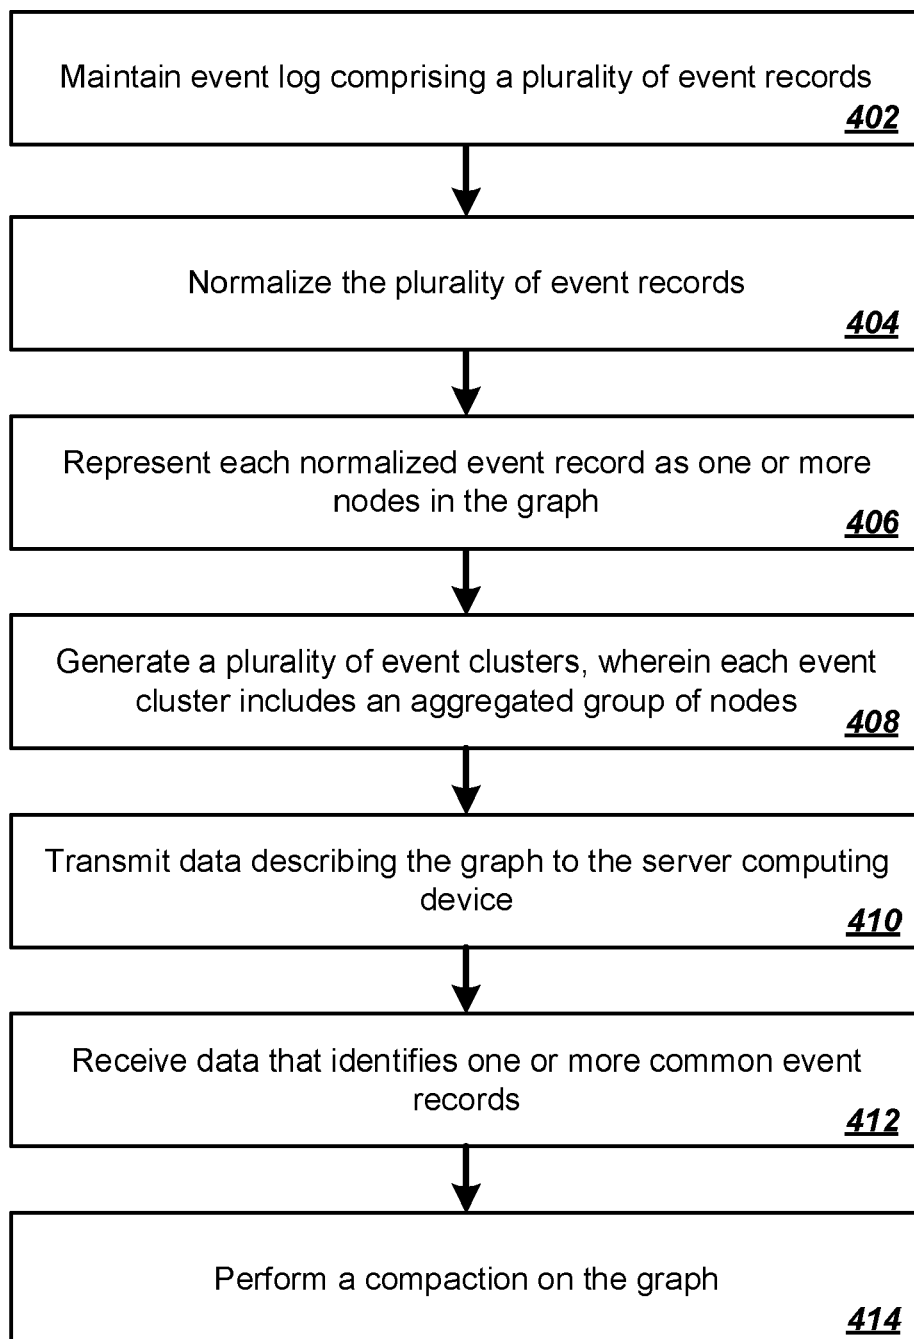 Maintain event log comprising a plurality of event records
402
Normalize the plurality of event records
404
Represent each normalized event record as one or more
nodes in the graph
406
Generate a plurality of event clusters, wherein each event
cluster includes an aggregated group of nodes
408
Transmit data describing the graph to the server computing
device
410
Receive data that identifies one or more common event
records
412
Perform a compaction on the graph
414